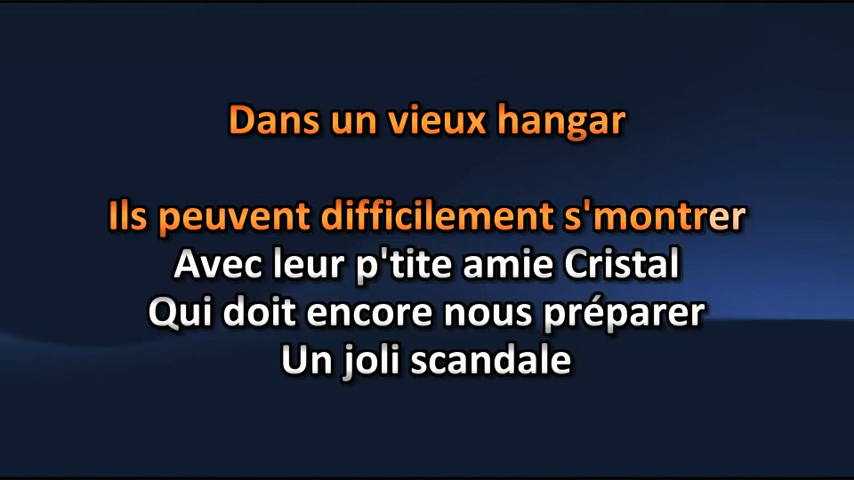 Dans un vieux hangar
Ils peuvent difficilement s'montrer
Avec leur p'tite amie Cristal
Qui doit encore nous préparer
Un joli scandale